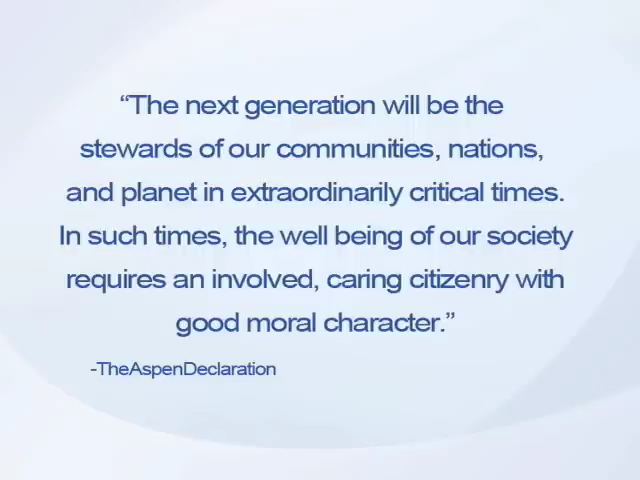 “The next generation will be the
stewards of our communities, nations,
and planet in extraordinarily critical times.
In such times, the well being of our society
requires an involved, caring citizenry with
good moral character.”
-TheAspenDeclaration